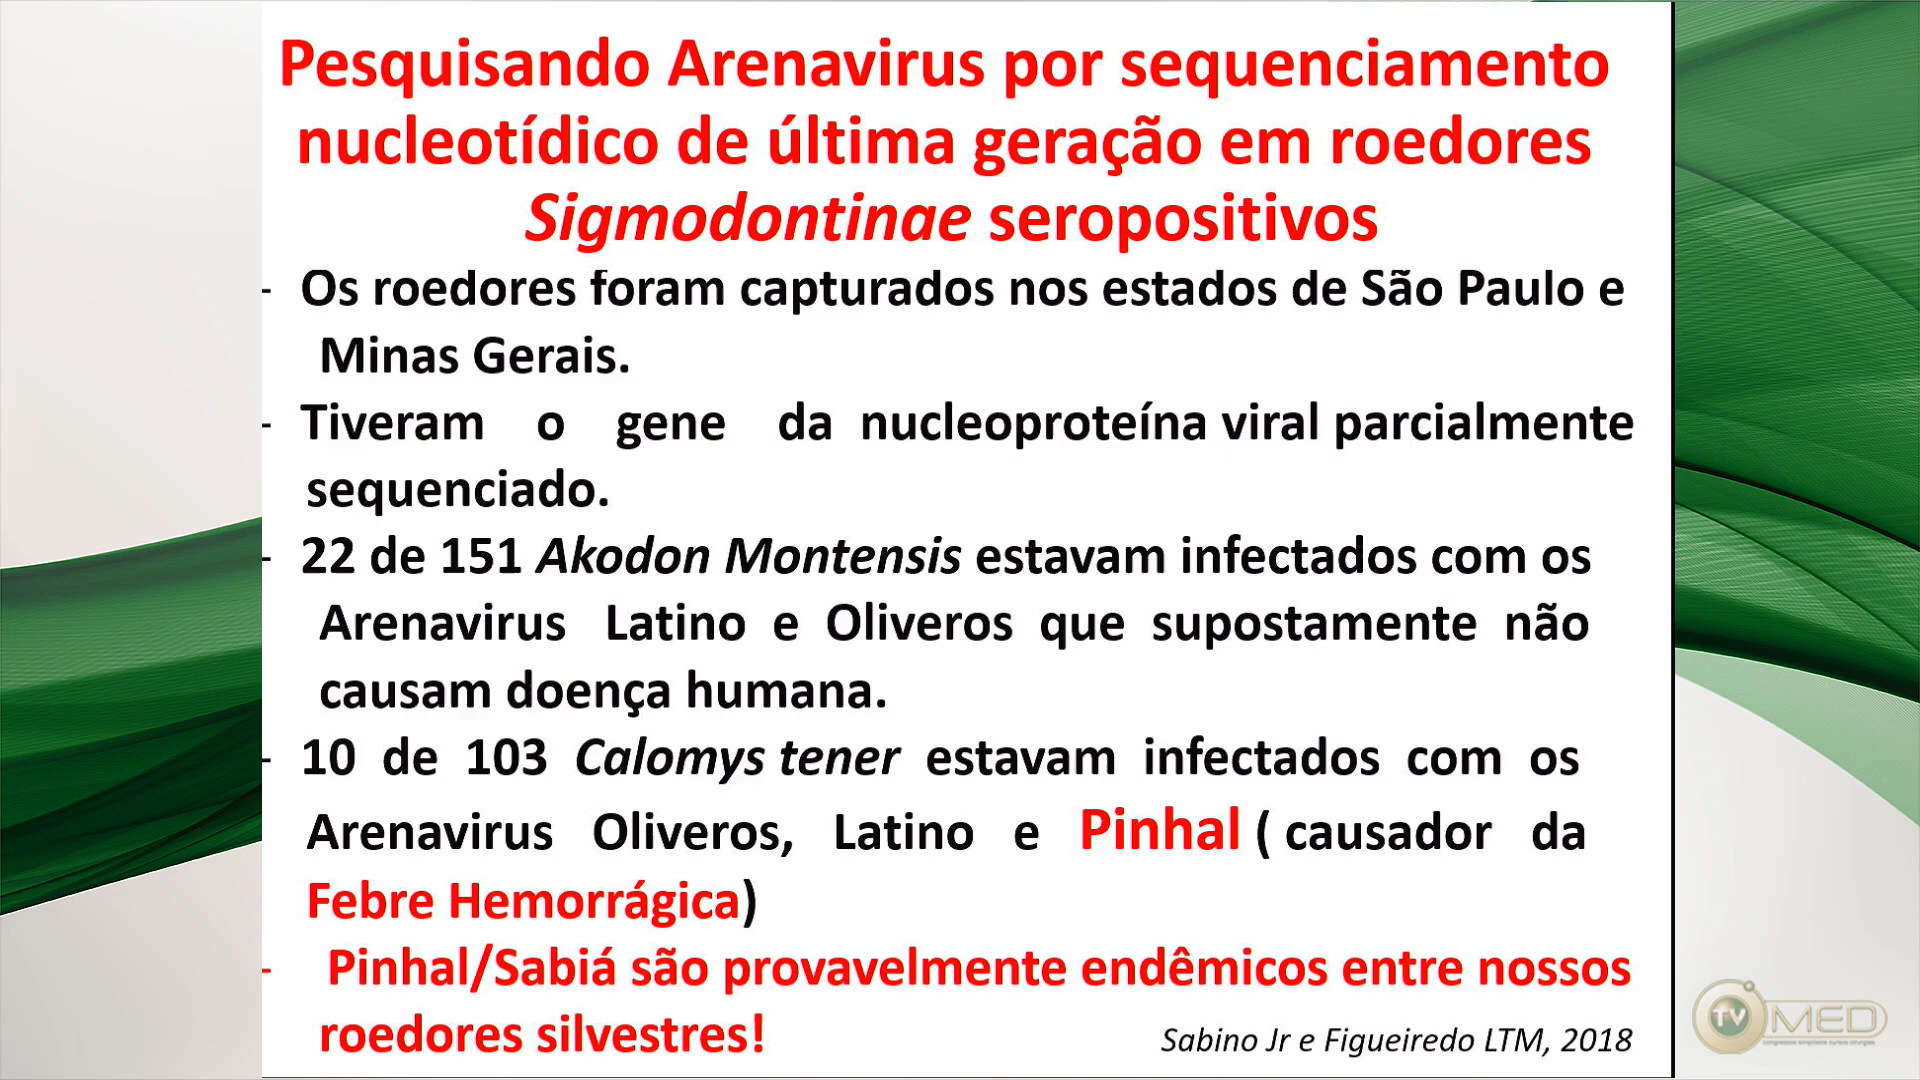 Pesquisando Arenavirus por sequenciamento
nucleotídico de última geração em roedores
Sigmodontinae seropositivos
- Os roedores foram capturados nos estados de São Paulo e
Minas Gerais.
- Tiveram o gene da nucleoproteína viral parcialmente
sequenciado.
- 22 de 151 Akodon Montensis estavam infectados com os
Arenavirus Latino e Oliveros que supostamente não
causam doença humana.
- 10 de 103 Calomys tener estavam infectados com os
Arenavirus Oliveros, Latino e Pinhal ( causador da
Febre Hemorrágica)
- Pinhal/Sabiá são provavelmente endêmicos entre nossos
roedores silvestres!
Sabino Jr e Figueiredo LTM, 2018
TV MED